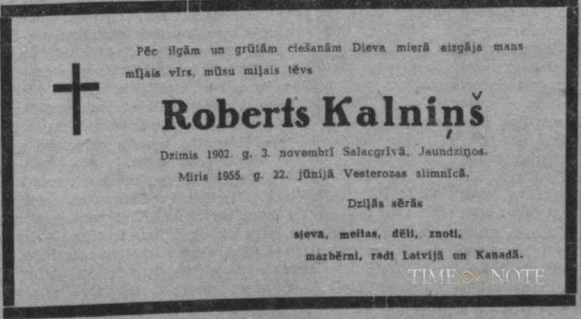 Pēc ilgām un grūtām ciešanām Dieva mierā aizgāja mans
mīļais vīrs, mūsu mīļais tēvs
Roberts Kalniņš
Dzimis 1902. g. 3. novembrī Salacgrīvā, Jaundziņos.
Miris 1955. g. 22. jūnijā Vesterozas slimnīcā.
Dziļās sērās
sieva, meitas, dēli, znoti,
mazbērni, radi Latvijā un Kanadā.
TIME NOTE